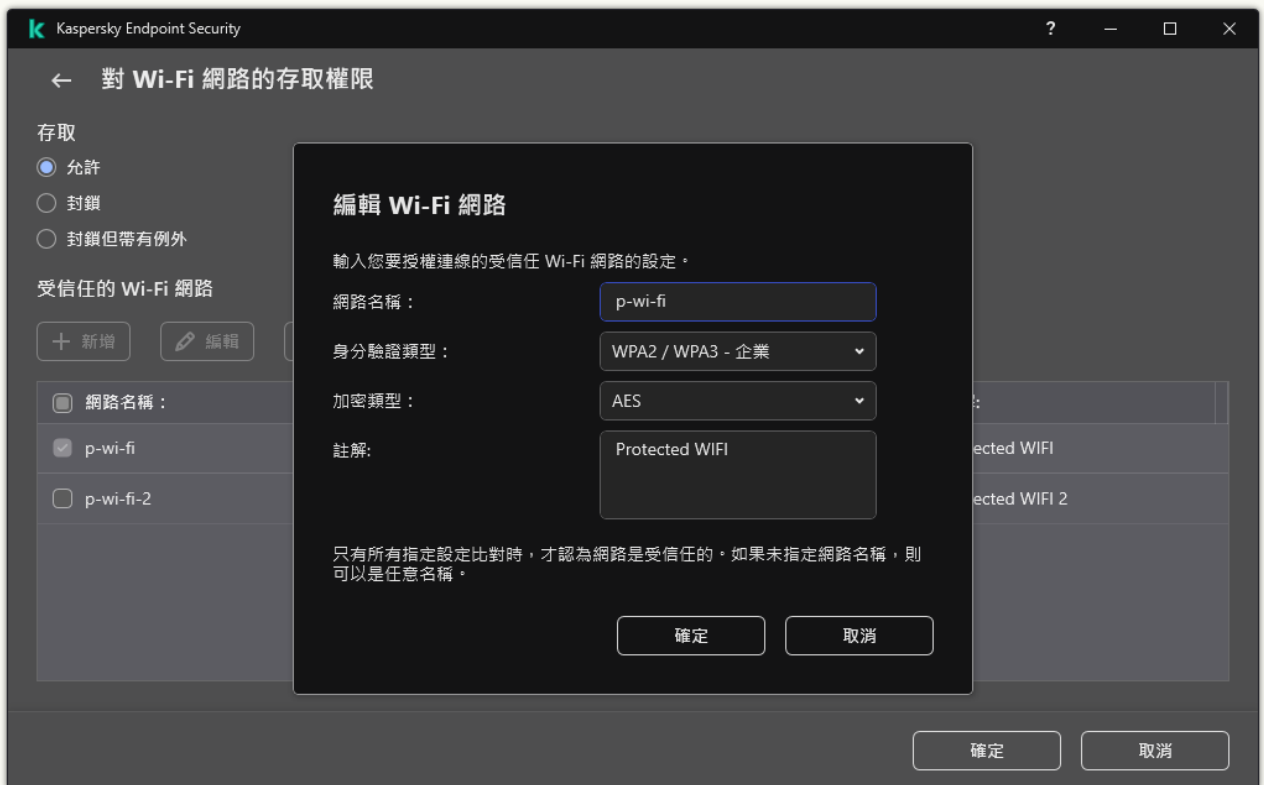 Kaspersky Endpoint Security
?
對 Wi-Fi 網路的存取權限
存取
允許
封鎖
封鎖但帶有例外
受信任的 Wi-Fi 網路
新增
編輯
網路名稱：
p-wi-fi
ected WIFI
p-wi-fi-2
ected WIFI 2
編輯 Wi-Fi 網路
輸入您要授權連線的受信任 Wi-Fi 網路的設定。
網路名稱：
p-wi-fi
身分驗證類型：
WPA2 / WPA3 - 企業
加密類型：
AES
註解:
Protected WIFI
只有所有指定設定比對時，才認為網路是受信任的。如果未指定網路名稱，則
可以是任意名稱。
確定
取消
確定
取消